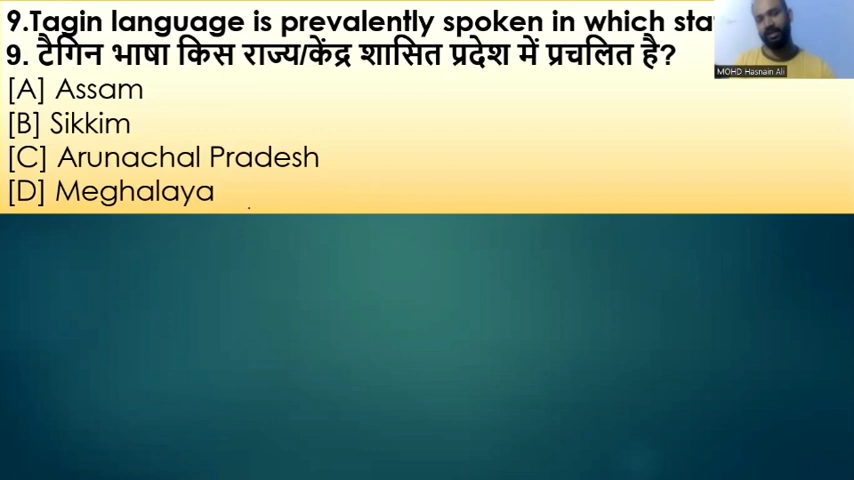 9.Tagin language is prevalently spoken in which
9. टैगिन भाषा किस राज्य/केंद्र शासित प्रदेश में प्रचलित है?
[A] Assam
[B] Sikkim
[C] Arunachal Pradesh
[D] Meghalaya
MOHD Hasnain Ali